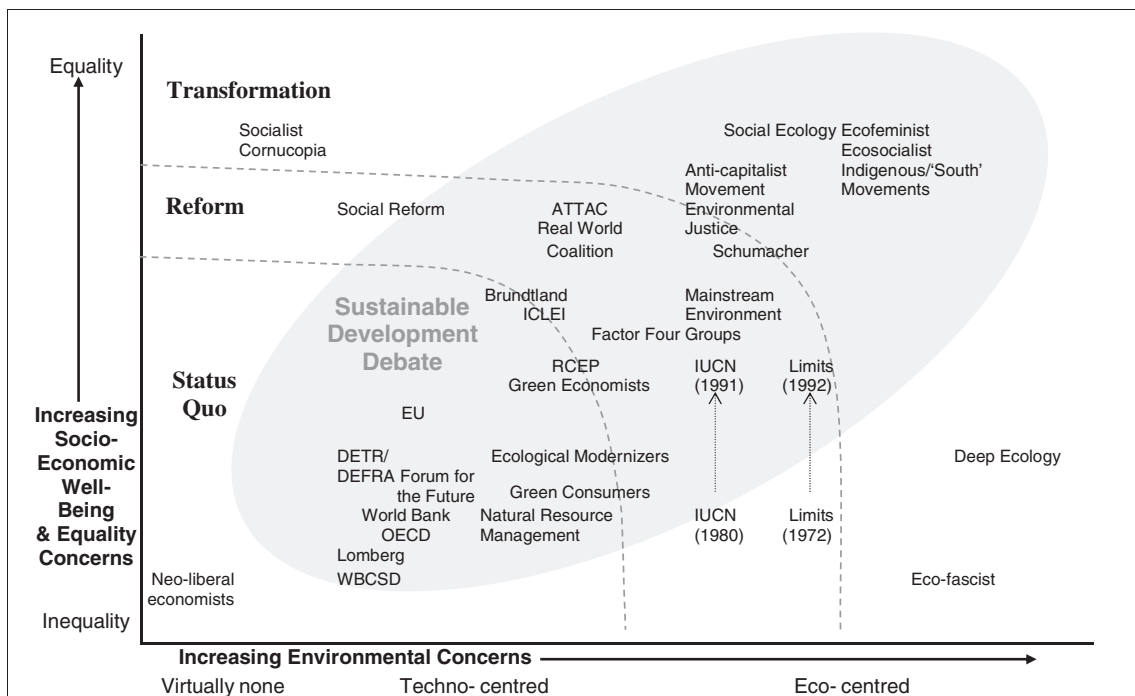 Equality
Transformation
Socialist
Cornucopia
Social Ecology Ecofeminist
Ecosocialist
Indigenous/‘South’
Movements
Anti-capitalist
Movement
Environmental
Justice
Reform
Social Reform
ATTAC
Real World
Coalition
Schumacher
Sustainable
Development
Debate
Brundtland
ICLEI
Mainstream
Environment
Factor Four Groups
Status
Quo
RCEP
Green Economists
IUCN
(1991)
Limits
(1992)
EU
Increasing
Socio-
Economic
Well-
Being
& Equality
Concerns
DETR/
DEFRA Forum for
the Future
Ecological Modernizers
Deep Ecology
Green Consumers
World Bank
OECD
Natural Resource
Management
IUCN
(1980)
Limits
(1972)
Lomberg
WBCSD
Neo-liberal
economists
Eco-fascist
Inequality
Increasing Environmental Concerns
Virtually none
Techno- centred
Eco- centred